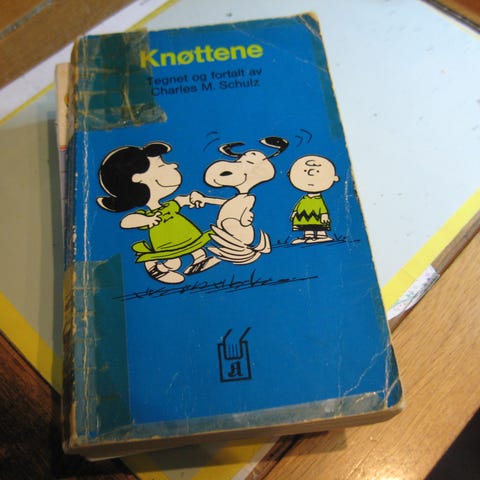 Knøttene
Tegnet og fortalt av
Charles M. Schulz
a